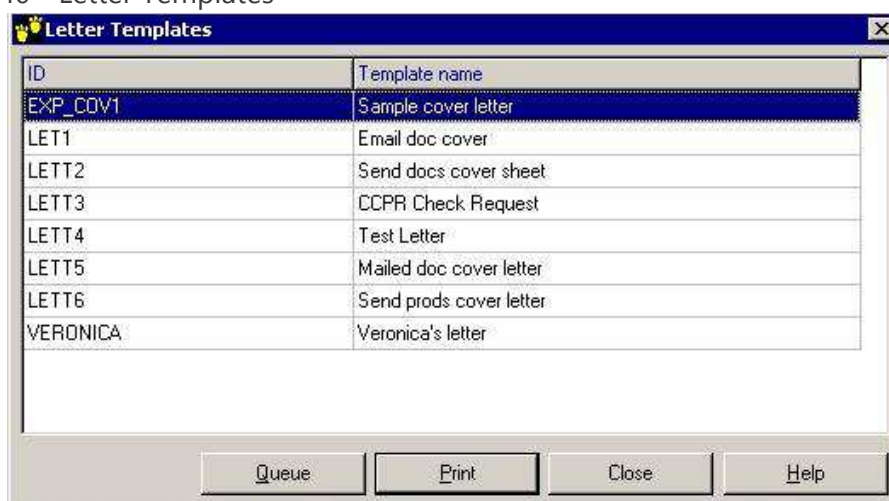 Letter Templates
Letter Templates
ID Template name
EXP_COV1 Sample cover letter
LET1 Email doc cover
LETT2 Send docs cover sheet
LETT3 CCPR Check Request
LETT4 Test Letter
LETT5 Mailed doc cover letter
LETT6 Send prods cover letter
VERONICA Veronica's letter
Queue Print Close Help